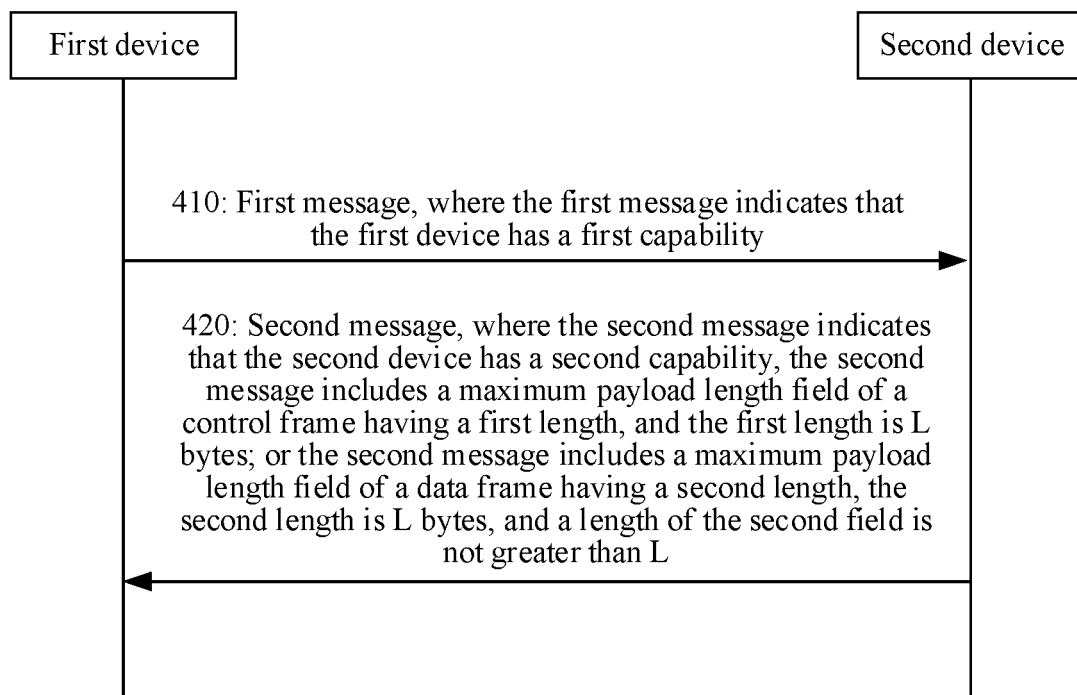 First device
Second device
410: First message, where the first message indicates that
the first device has a first capability
420: Second message, where the second message indicates
that the second device has a second capability, the second
message includes a maximum payload length field of a
control frame having a first length, and the first length is L
bytes; or the second message includes a maximum payload
length field of a data frame having a second length, the
second length is L bytes, and a length of the second field is
not greater than L